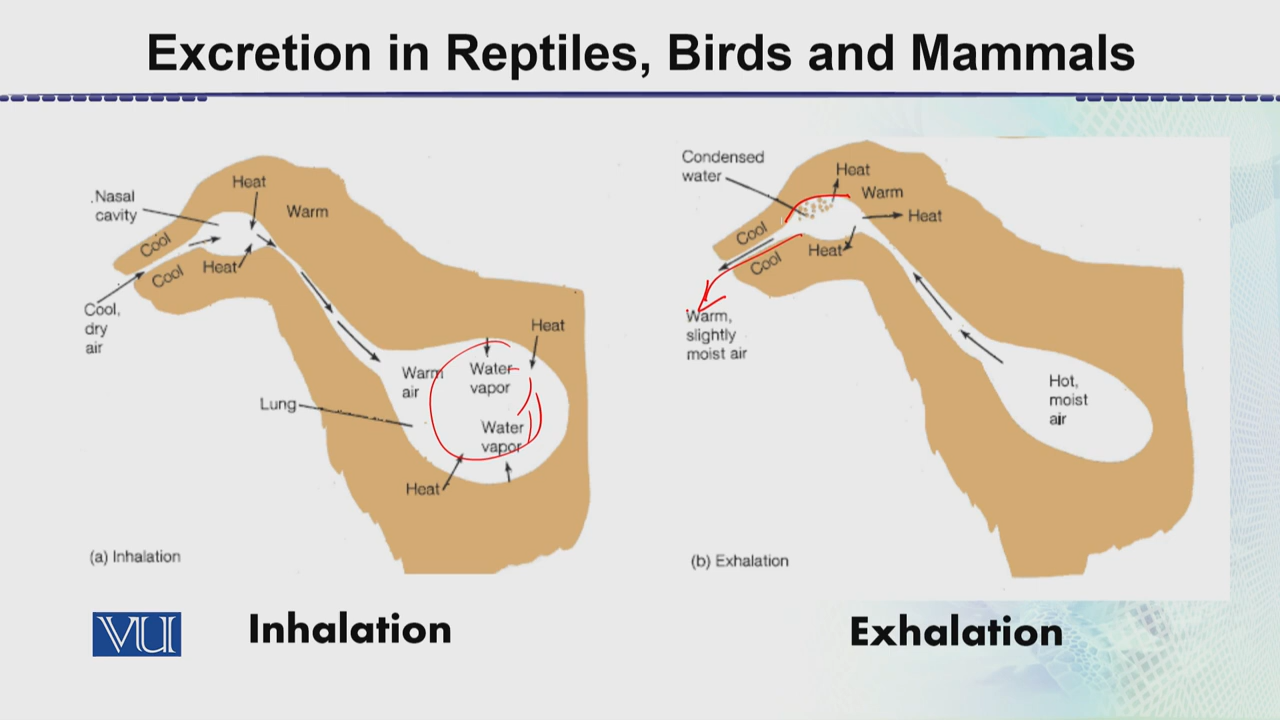 Excretion in Reptiles, Birds and Mammals
Nasal
cavity
Heat
Warm
Cool
Cool
Heat
Cool,
dry
air
Heat
Warm
air
Water
vapor
Lung
Water
vapor
Heat
(a) Inhalation
Condensed
water
Heat
Warm
Heat
Cool
Cool
Heat
Warm,
slightly
moist air
Hot,
moist
air
(b) Exhalation
VU
Inhalation
Exhalation